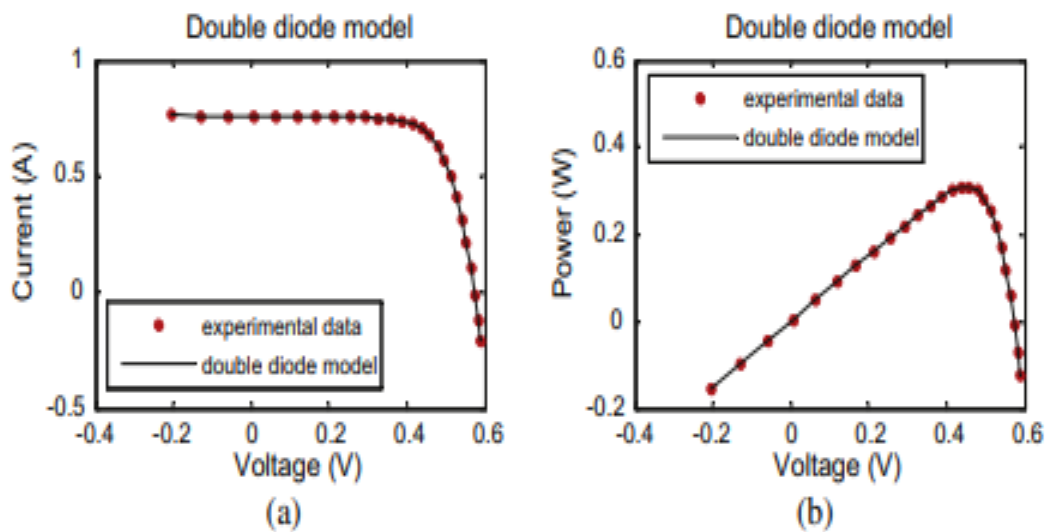 Double diode model
1
0.5
0
-0.5
Current (A)
experimental data
double diode model
-0.4
-0.2
0
0.2
0.4
0.6
Voltage (V)
(a)
Double diode model
0.6
0.4
0.2
0
-0.2
Power (W)
experimental data
double diode model
-0.4
-0.2
0
0.2
0.4
0.6
Voltage (V)
(b)